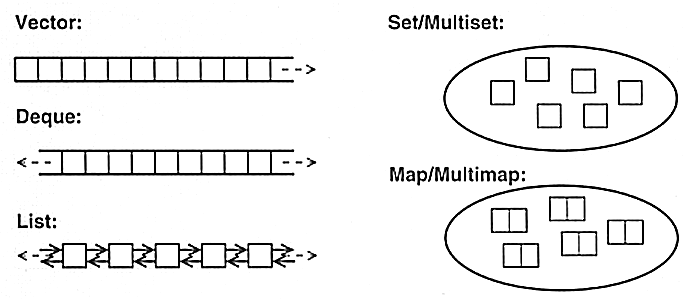 Vector:
Deque:
List:
Set/Multiset:
Map/Multimap: